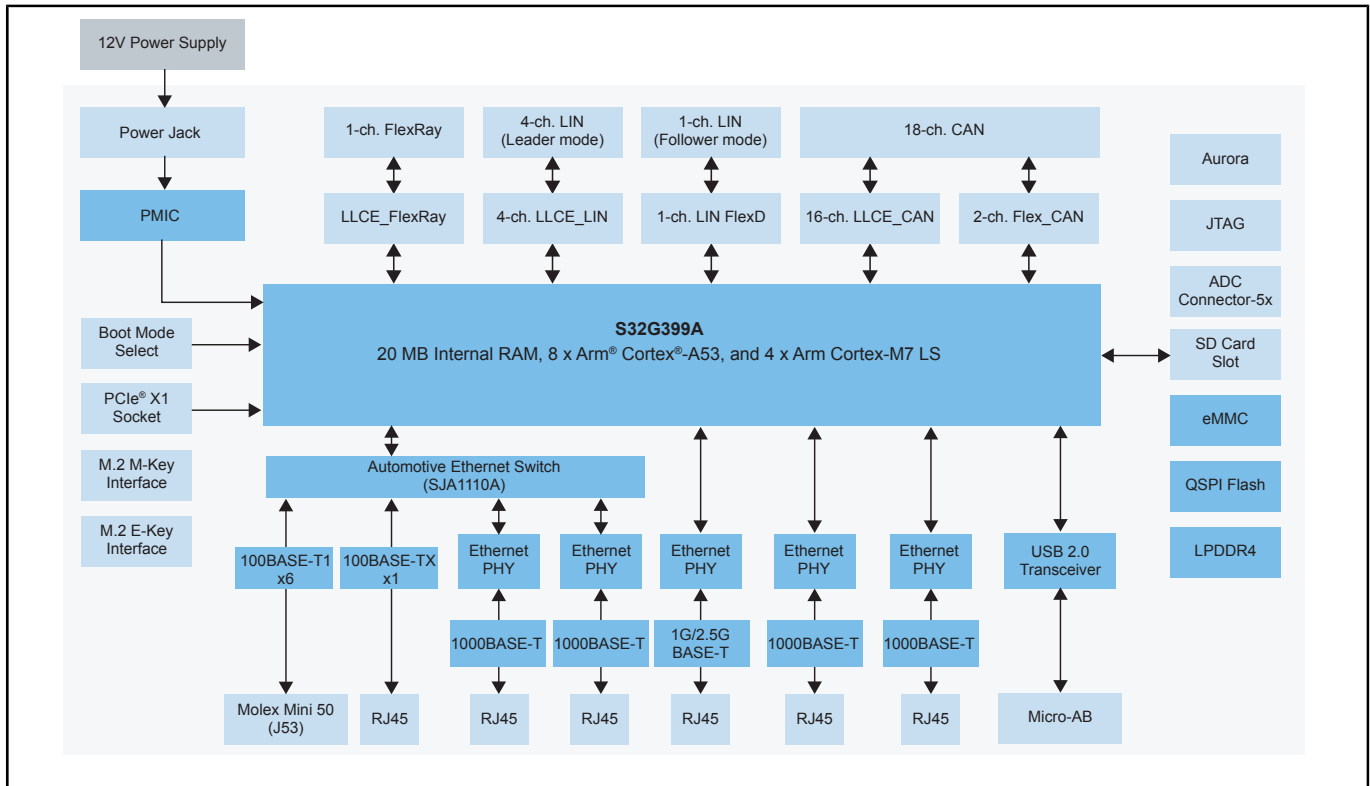 12V Power Supply
Power Jack
PMIC
1-ch. FlexRay
4-ch. LIN
(Leader mode)
1-ch. LIN
(Follower mode)
18-ch. CAN
LLCE_FlexRay
4-ch. LLCE_LIN
1-ch. LIN FlexD
16-ch. LLCE_CAN
2-ch. Flex_CAN
Aurora
JTAG
ADC
Connector-5x
SD Card
Slot
eMMC
QSPI Flash
LPDDR4
S32G399A
20 MB Internal RAM, 8 x Arm® Cortex®-A53, and 4 x Arm Cortex-M7 LS
Boot Mode
Select
PCIe® X1
Socket
M.2 M-Key
Interface
M.2 E-Key
Interface
Automotive Ethernet Switch
(SJA1110A)
100BASE-T1
x6
100BASE-TX
x1
Ethernet
PHY
Ethernet
PHY
Ethernet
PHY
Ethernet
PHY
Ethernet
PHY
USB 2.0
Transceiver
1000BASE-T
1000BASE-T
1G/2.5G
BASE-T
1000BASE-T
1000BASE-T
Molex Mini 50
(J53)
RJ45
RJ45
RJ45
RJ45
RJ45
RJ45
Micro-AB